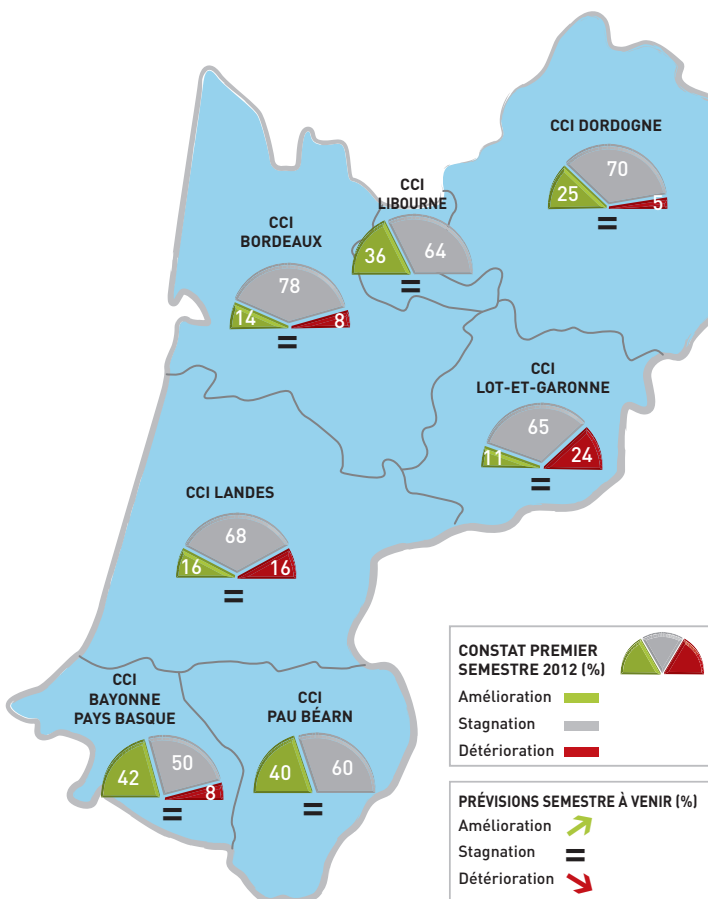 CCI DORDOGNE
70
25
5
=
CCI
LIBOURNE
36
64
=
CCI
BORDEAUX
78
14
8
=
CCI
LOT-ET-GARONNE
65
11
24
=
CCI LANDES
68
16
16
=
CCI
BAYONNE
PAYS BASQUE
50
42
8
=
CCI
PAU BÉARN
40
60
=
CONSTAT PREMIER
SEMESTRE 2012 (%)
Amélioration
Stagnation
Détérioration
PRÉVISIONS SEMESTRE À VENIR (%)
Amélioration
Stagnation =
Détérioration